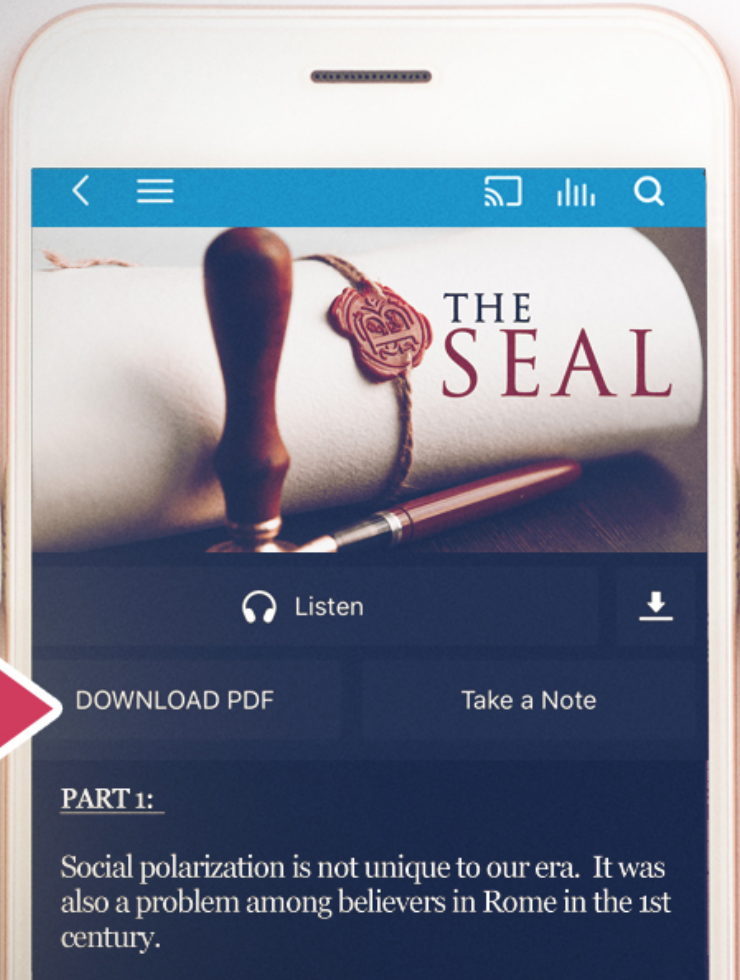 THE
SEAL
Listen
DOWNLOAD PDF
Take a Note
PART 1:
Social polarization is not unique to our era.  It was
also a problem among believers in Rome in the 1st
century.